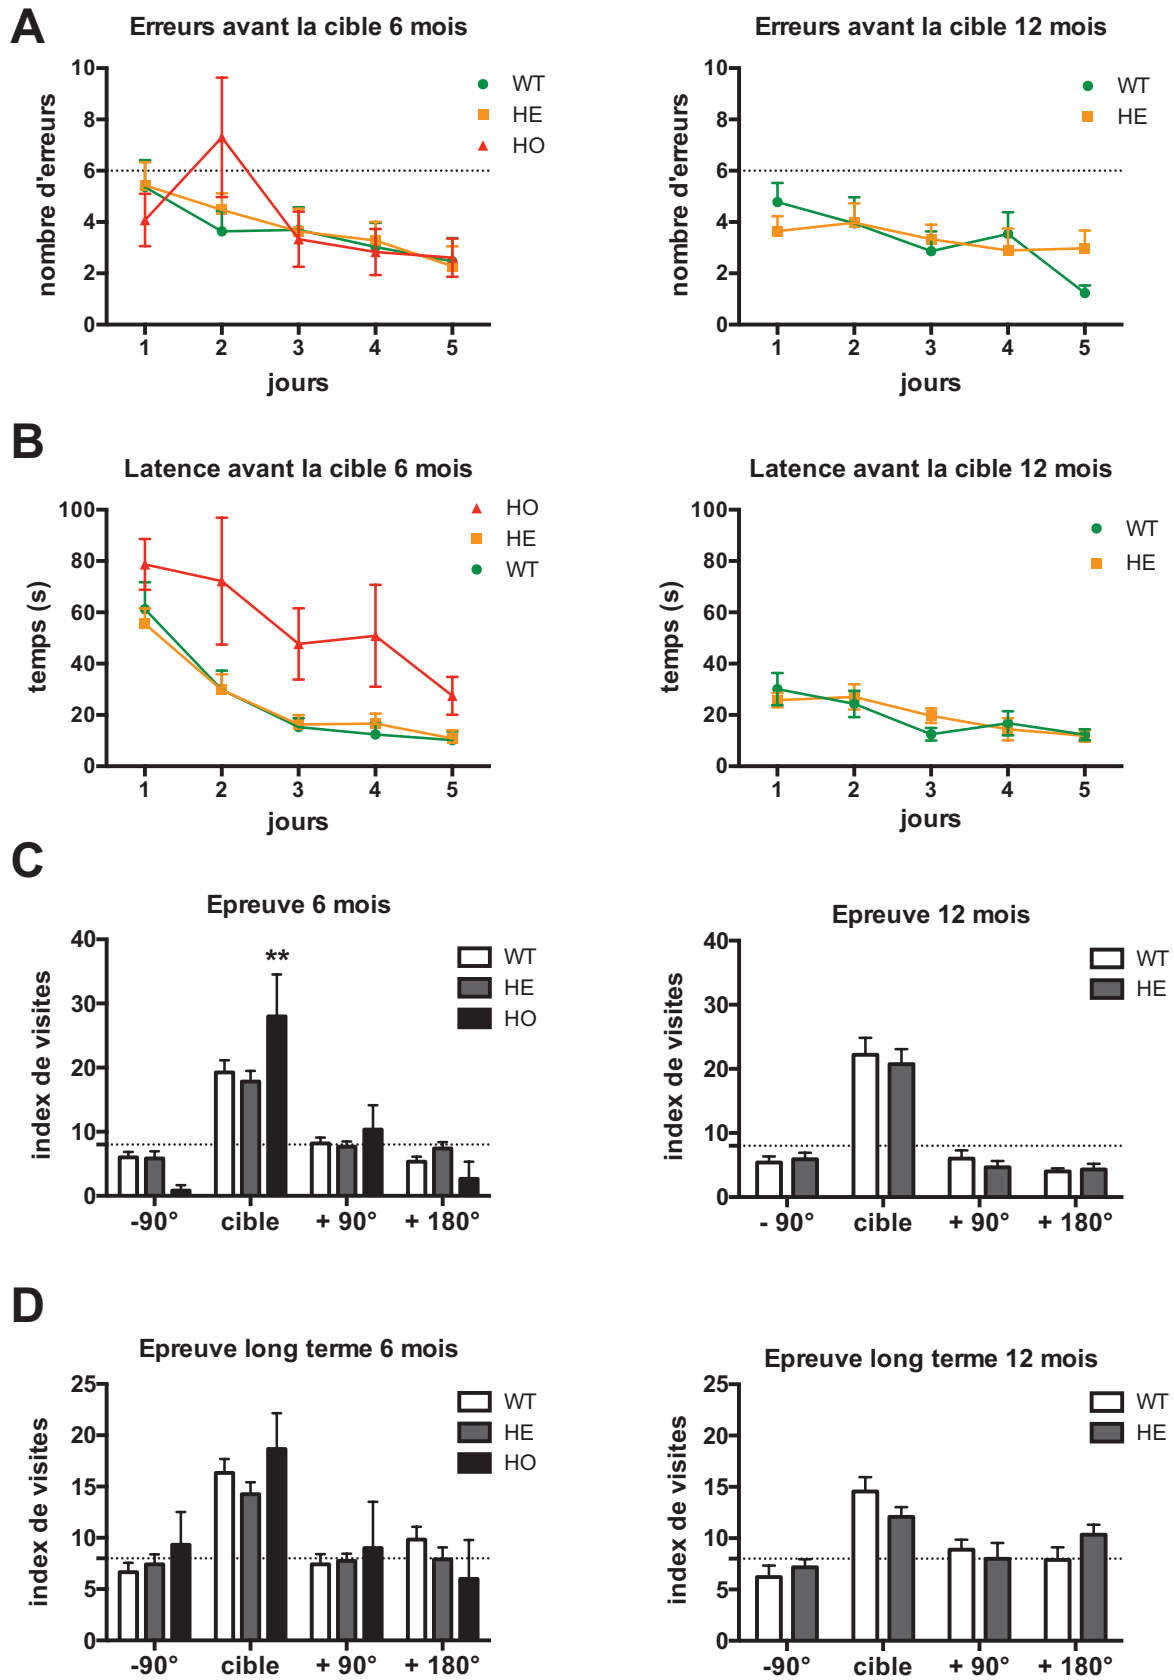 A
Erreurs avant la cible 6 mois
nombre d'erreurs
10
8
6
4
2
0
1 2 3 4 5
jours
WT
HE
HO
Erreurs avant la cible 12 mois
nombre d'erreurs
10
8
6
4
2
0
1 2 3 4 5
jours
WT
HE
B
Latence avant la cible 6 mois
temps (s)
100
80
60
40
20
0
1 2 3 4 5
jours
HO
HE
WT
Latence avant la cible 12 mois
temps (s)
100
80
60
40
20
0
1 2 3 4 5
jours
WT
HE
C
Epreuve 6 mois
index de visites
40
30
20
10
0
**
-90° cible + 90° + 180°
WT
HE
HO
Epreuve 12 mois
index de visites
40
30
20
10
0
- 90° cible + 90° + 180°
WT
HE
D
Epreuve long terme 6 mois
index de visites
25
20
15
10
5
0
-90° cible + 90° + 180°
WT
HE
HO
Epreuve long terme 12 mois
index de visites
25
20
15
10
5
0
-90° cible + 90° + 180°
WT
HE